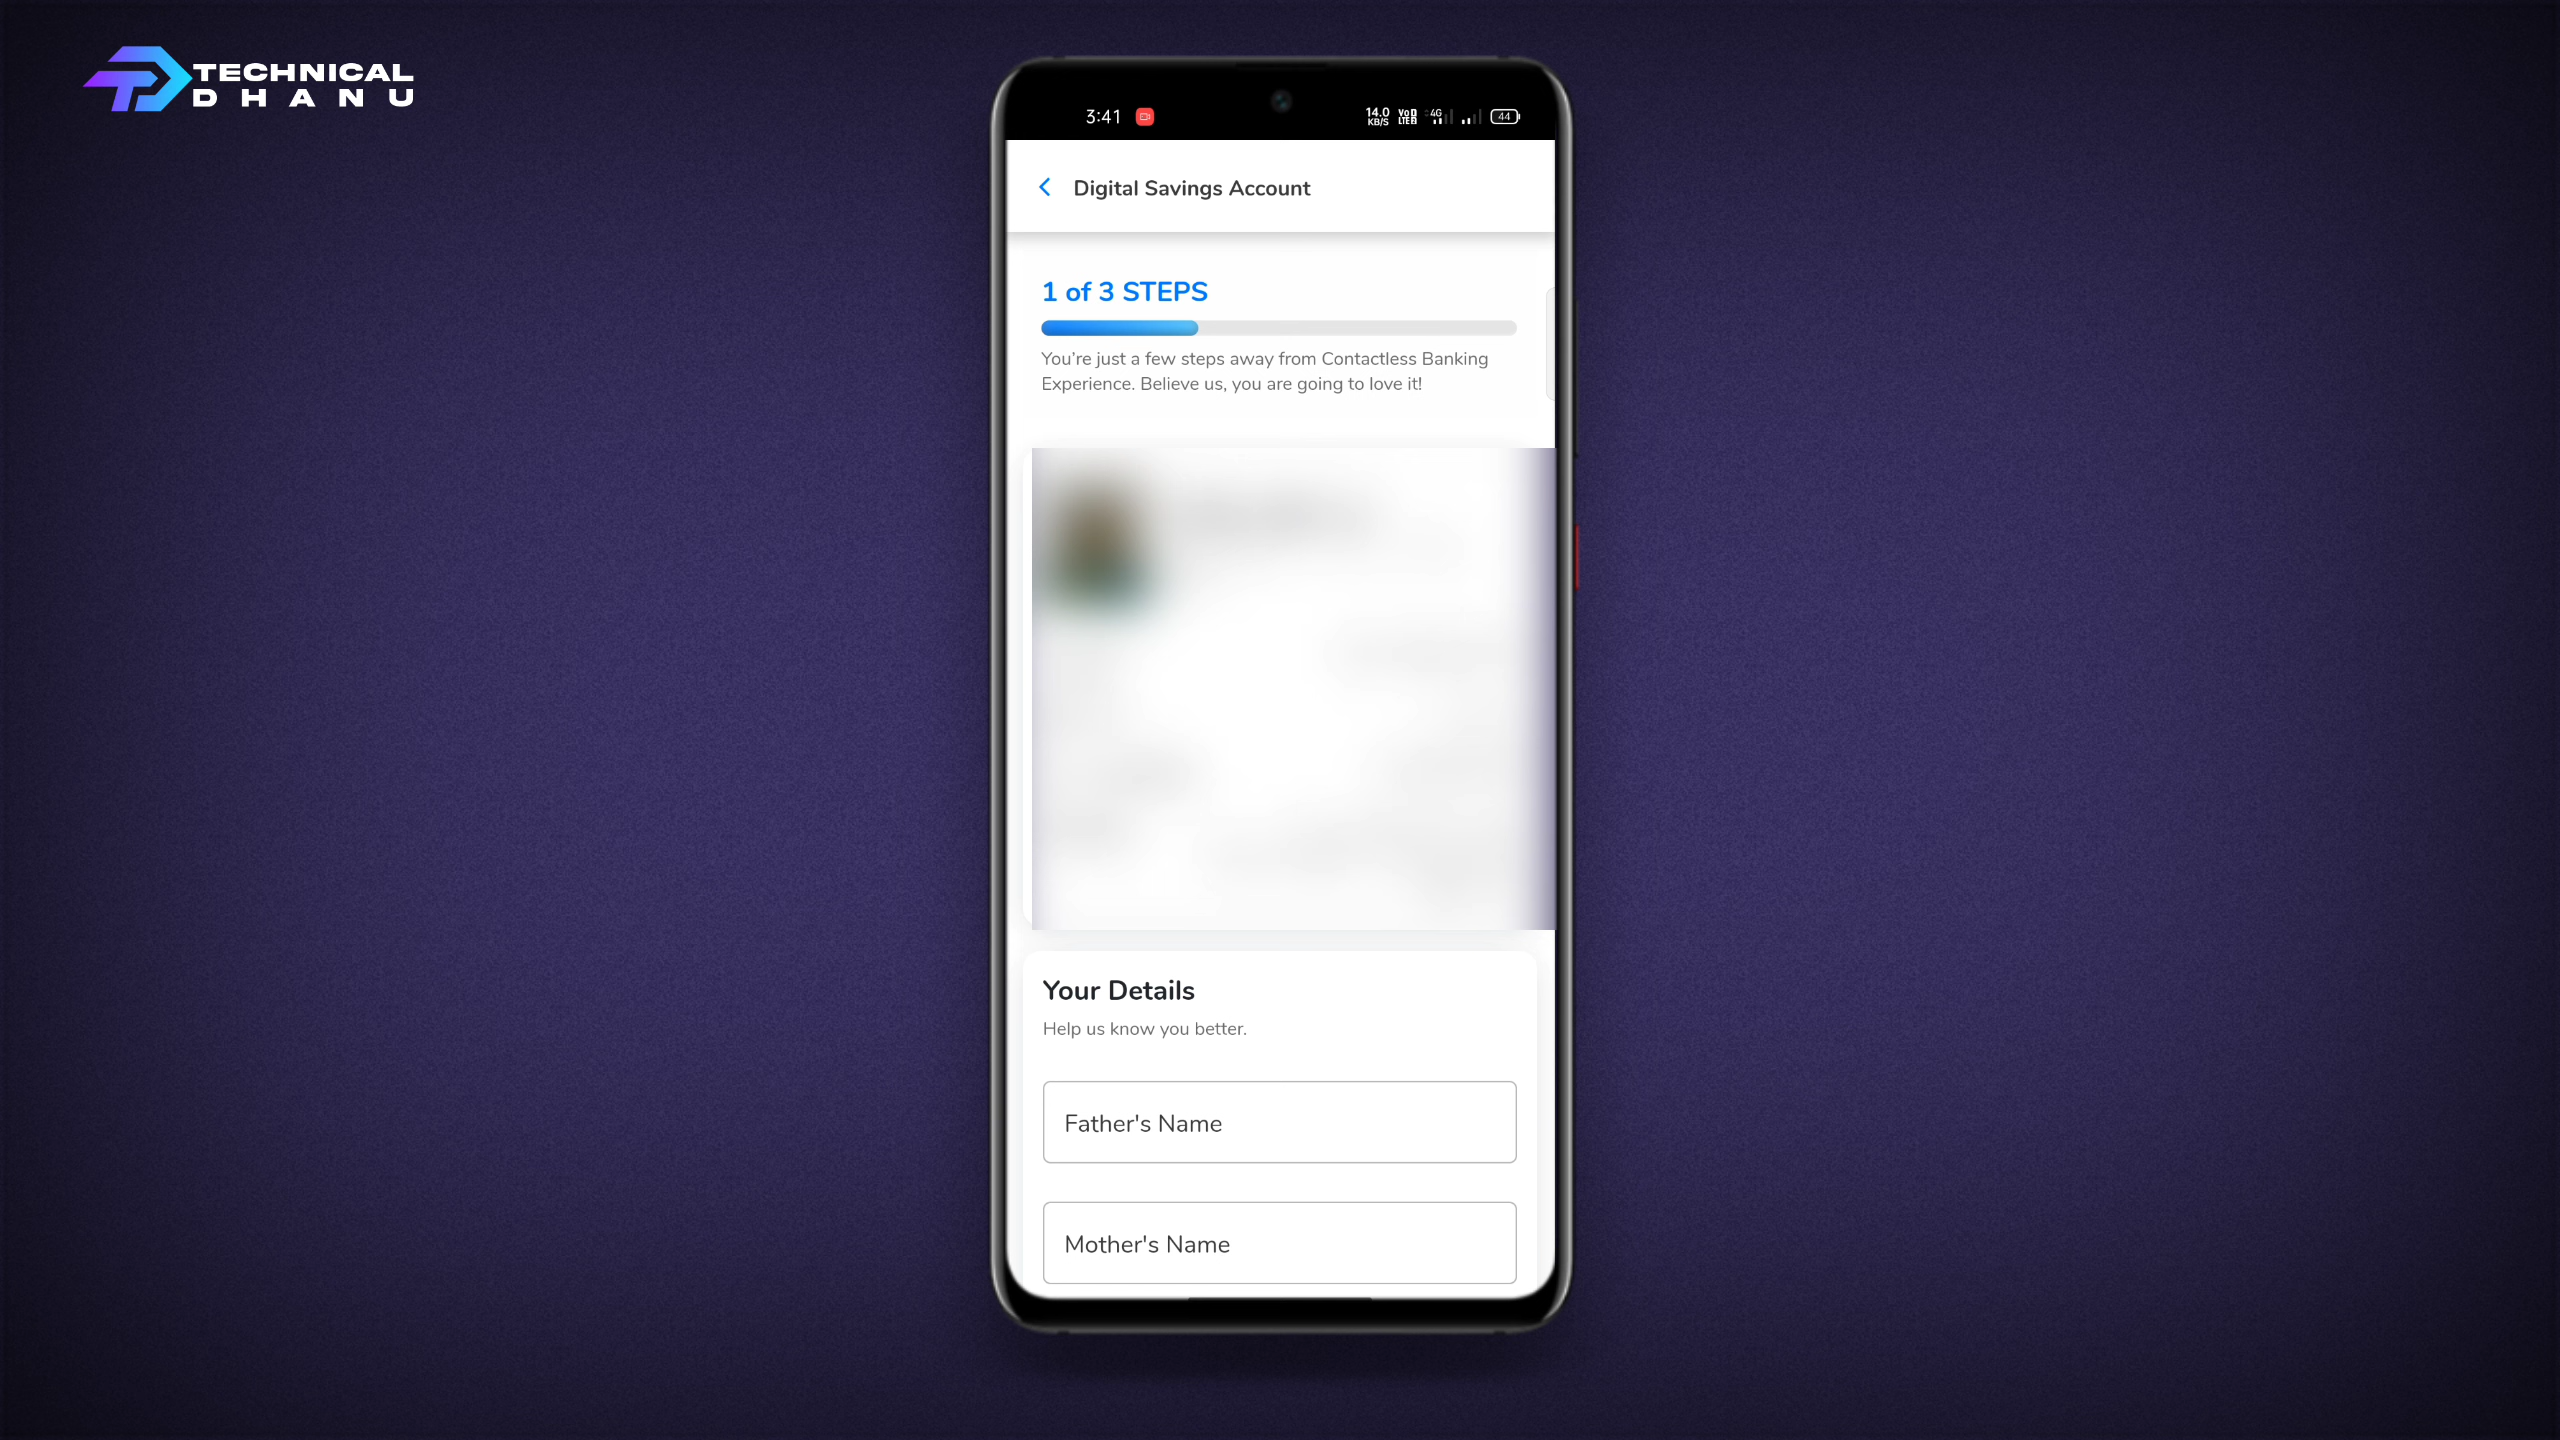 TECHNICAL
DHANU
3:41
14.0
KB/S
VoD
LTE2
4G
44
Digital Savings Account
1 of 3 STEPS
You're just a few steps away from Contactless Banking
Experience. Believe us, you are going to love it!
Your Details
Help us know you better.
Father's Name
Mother's Name